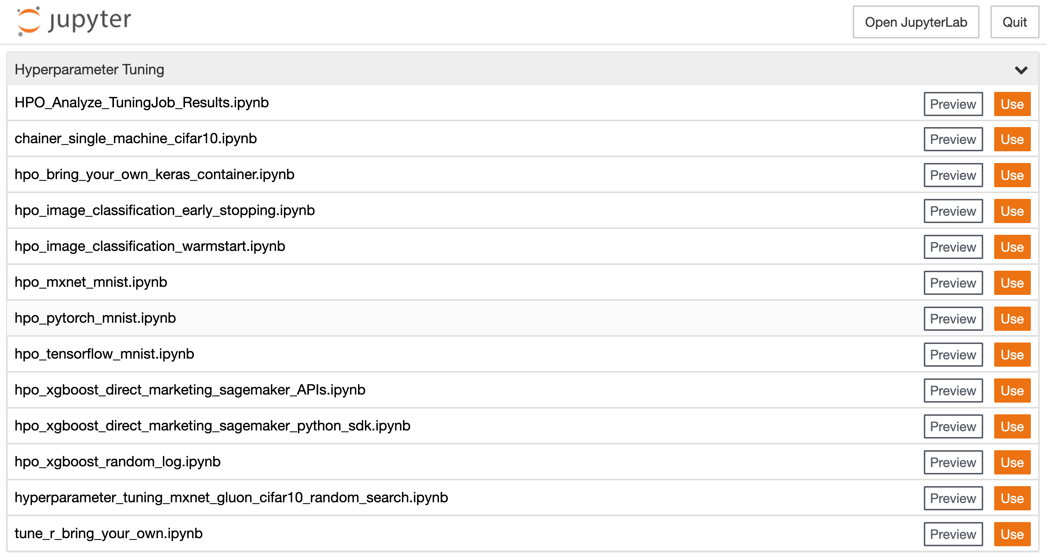 jupyter Open JupyterLab Quit
Hyperparameter Tuning
HPO_Analyze_TuningJob_Results.ipynb Preview Use
chainer_single_machine_cifar10.ipynb Preview Use
hpo_bring_your_own_keras_container.ipynb Preview Use
hpo_image_classification_early_stopping.ipynb Preview Use
hpo_image_classification_warmstart.ipynb Preview Use
hpo_mxnet_mnist.ipynb Preview Use
hpo_pytorch_mnist.ipynb Preview Use
hpo_tensorflow_mnist.ipynb Preview Use
hpo_xgboost_direct_marketing_sagemaker_APIs.ipynb Preview Use
hpo_xgboost_direct_marketing_sagemaker_python_sdk.ipynb Preview Use
hpo_xgboost_random_log.ipynb Preview Use
hyperparameter_tuning_mxnet_gluon_cifar10_random_search.ipynb Preview Use
tune_r_bring_your_own.ipynb Preview Use